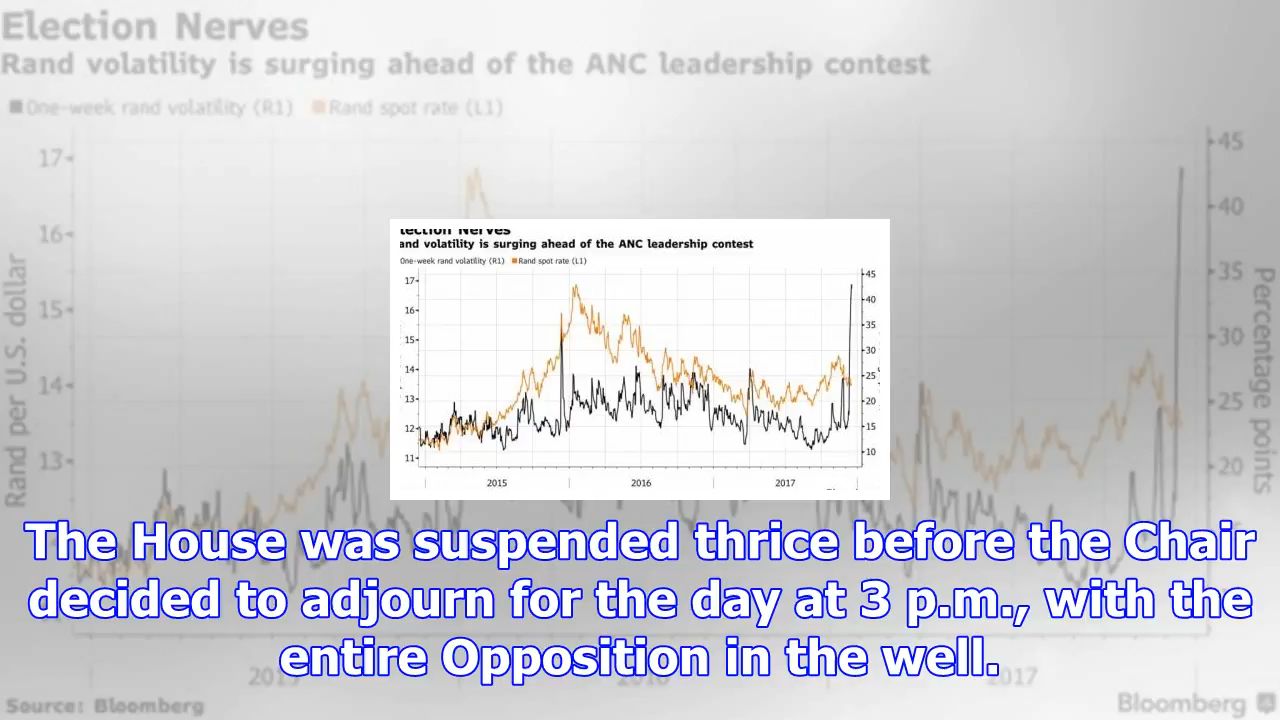 Election Nerves
Rand volatility is surging ahead of the ANC leadership contest
One-week rand volatility (R1) Rand spot rate (L1)
17
16
15
14
13
Rand per U.S. dollar
45
40
35
30
25
20
Percentage points
lection Nerves
and volatility is surging ahead of the ANC leadership contest
One-week rand volatility (R1) Rand spot rate (L1)
17
16
15
14
13
12
11
45
40
35
30
25
20
15
10
2015 2016 2017
The House was suspended thrice before the Chair
decided to adjourn for the day at 3 p.m., with the
entire Opposition in the well.
2015 2016 2017
Source: Bloomberg
Bloomberg